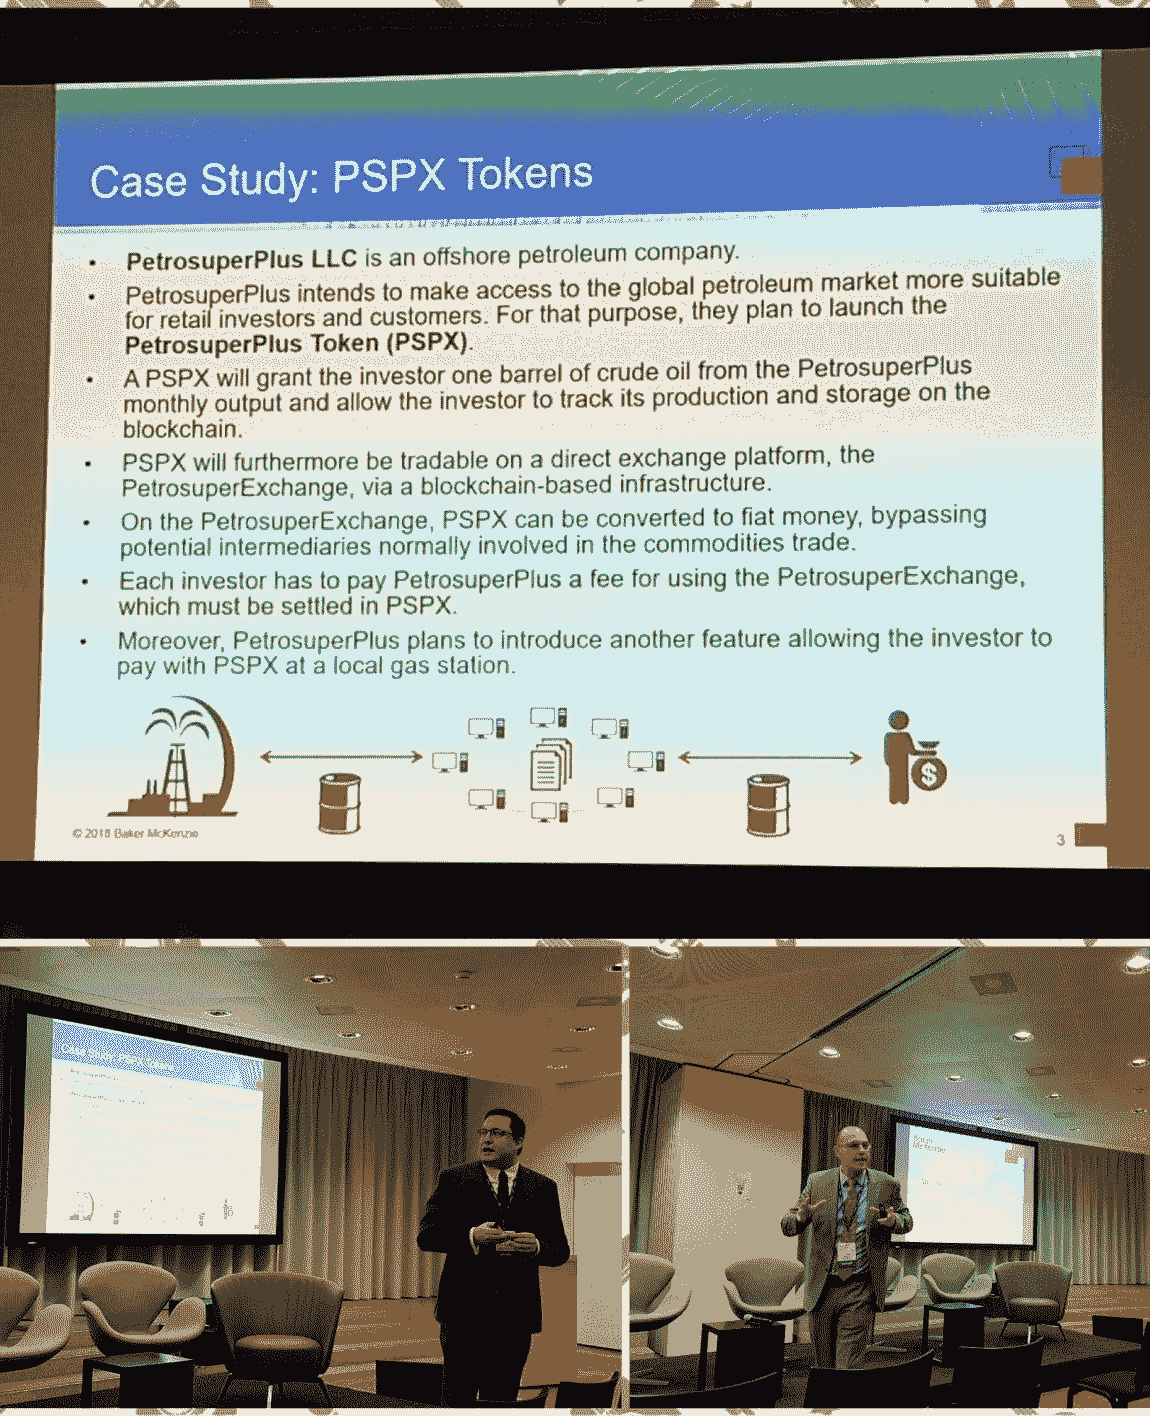 Case Study: PSPX Tokens
• PetrosuperPlus LLC is an offshore petroleum company.
• PetrosuperPlus intends to make access to the global petroleum market more suitable
for retail investors and customers. For that purpose, they plan to launch the
PetrosuperPlus Token (PSPX).
• A PSPX will grant the investor one barrel of crude oil from the PetrosuperPlus
monthly output and allow the investor to track its production and storage on the
blockchain.
• PSPX will furthermore be tradable on a direct exchange platform, the
PetrosuperExchange, via a blockchain-based infrastructure.
• On the PetrosuperExchange, PSPX can be converted to fiat money, bypassing
potential intermediaries normally involved in the commodities trade.
• Each investor has to pay PetrosuperPlus a fee for using the PetrosuperExchange,
which must be settled in PSPX.
• Moreover, PetrosuperPlus plans to introduce another feature allowing the investor to
pay with PSPX at a local gas station.
$
© 2018 Baker McKenzie
3
Case Study: PSPX Tokens
Baker
McKenzie